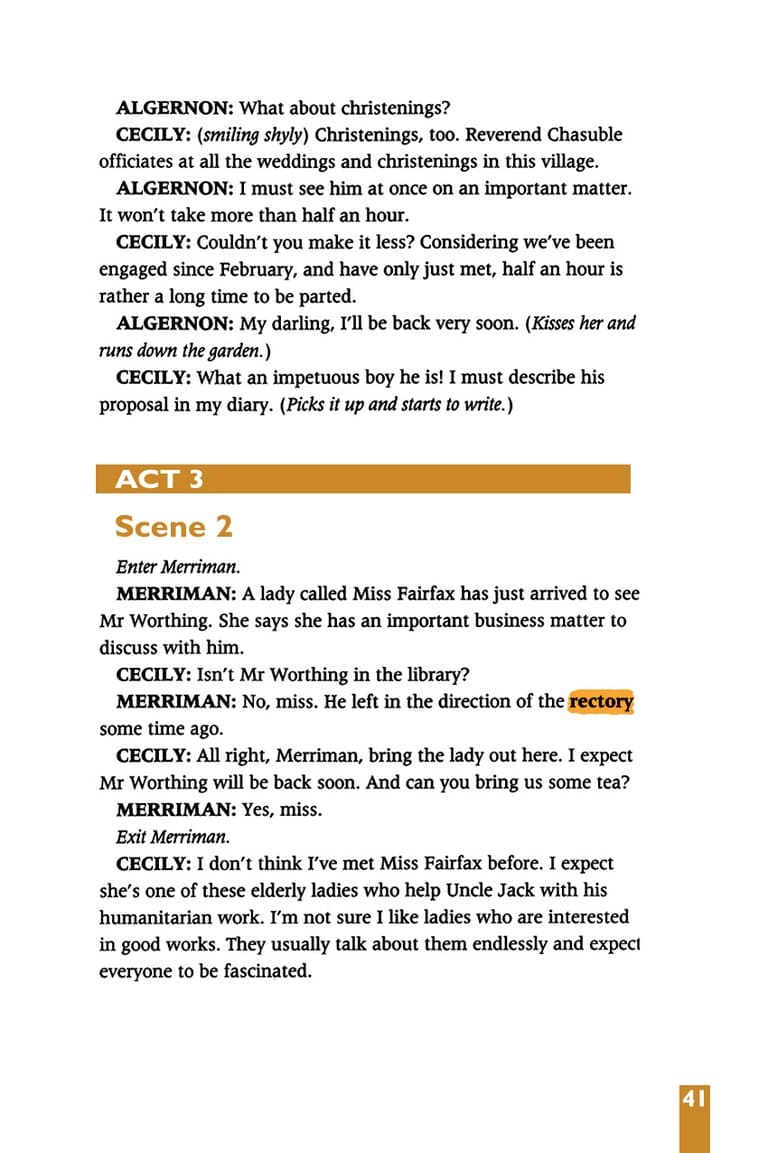 ALGERNON: What about christenings?
CECILY: (smiling shyly) Christenings, too. Reverend Chasuble
officiates at all the weddings and christenings in this village.
ALGERNON: I must see him at once on an important matter.
It won't take more than half an hour.
CECILY: Couldn't you make it less? Considering we've been
engaged since February, and have only just met, half an hour is
rather a long time to be parted.
ALGERNON: My darling, I'll be back very soon. (Kisses her and
runs down the garden.)
CECILY: What an impetuous boy he is! I must describe his
proposal in my diary. (Picks it up and starts to write.)
ACT 3
Scene 2
Enter Merriman.
MERRIMAN: A lady called Miss Fairfax has just arrived to see
Mr Worthing. She says she has an important business matter to
discuss with him.
CECILY: Isn't Mr Worthing in the library?
MERRIMAN: No, miss. He left in the direction of the rectory
some time ago.
CECILY: All right, Merriman, bring the lady out here. I expect
Mr Worthing will be back soon. And can you bring us some tea?
MERRIMAN: Yes, miss.
Exit Merriman.
CECILY: I don't think I've met Miss Fairfax before. I expect
she's one of these elderly ladies who help Uncle Jack with his
humanitarian work. I'm not sure I like ladies who are interested
in good works. They usually talk about them endlessly and expect
everyone to be fascinated.
41